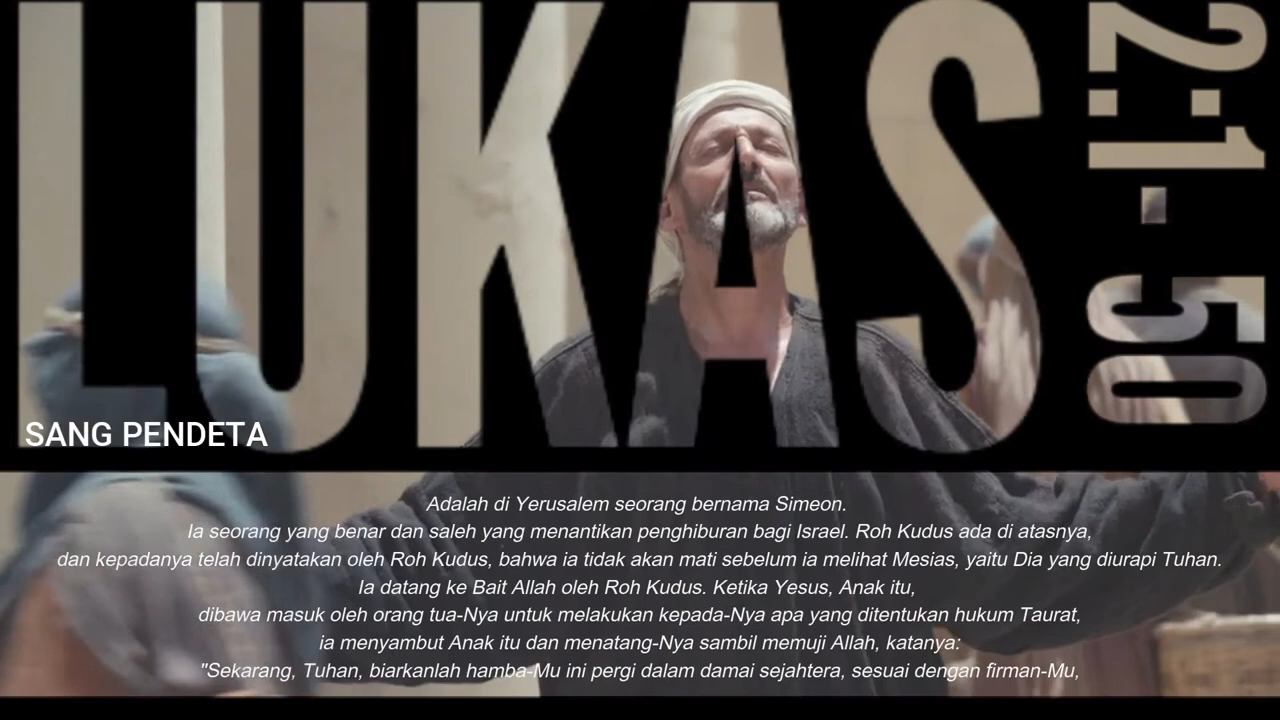 LUKAS
2:1-50
SANG PENDETA
Adalah di Yerusalem seorang bernama Simeon.
Ia seorang yang benar dan saleh yang menantikan penghiburan bagi Israel. Roh Kudus ada di atasnya,
dan kepadanya telah dinyatakan oleh Roh Kudus, bahwa ia tidak akan mati sebelum ia melihat Mesias, yaitu Dia yang diurapi Tuhan.
Ia datang ke Bait Allah oleh Roh Kudus. Ketika Yesus, Anak itu,
dibawa masuk oleh orang tua-Nya untuk melakukan kepada-Nya apa yang ditentukan hukum Taurat,
ia menyambut Anak itu dan menatang-Nya sambil memuji Allah, katanya:
"Sekarang, Tuhan, biarkanlah hamba-Mu ini pergi dalam damai sejahtera, sesuai dengan firman-Mu,